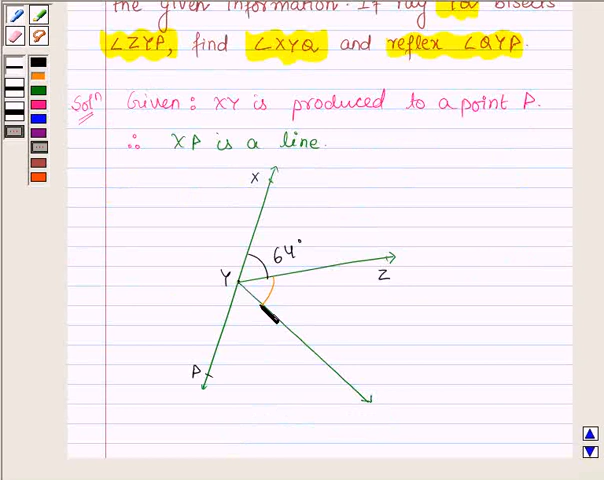 the given information. If ray YQ bisects
∠ZYP, find ∠XYQ and reflex ∠QYP.
Solⁿ Given : XY is produced to a point P.
∴ XP is a line.
X
64°
Y
Z
P